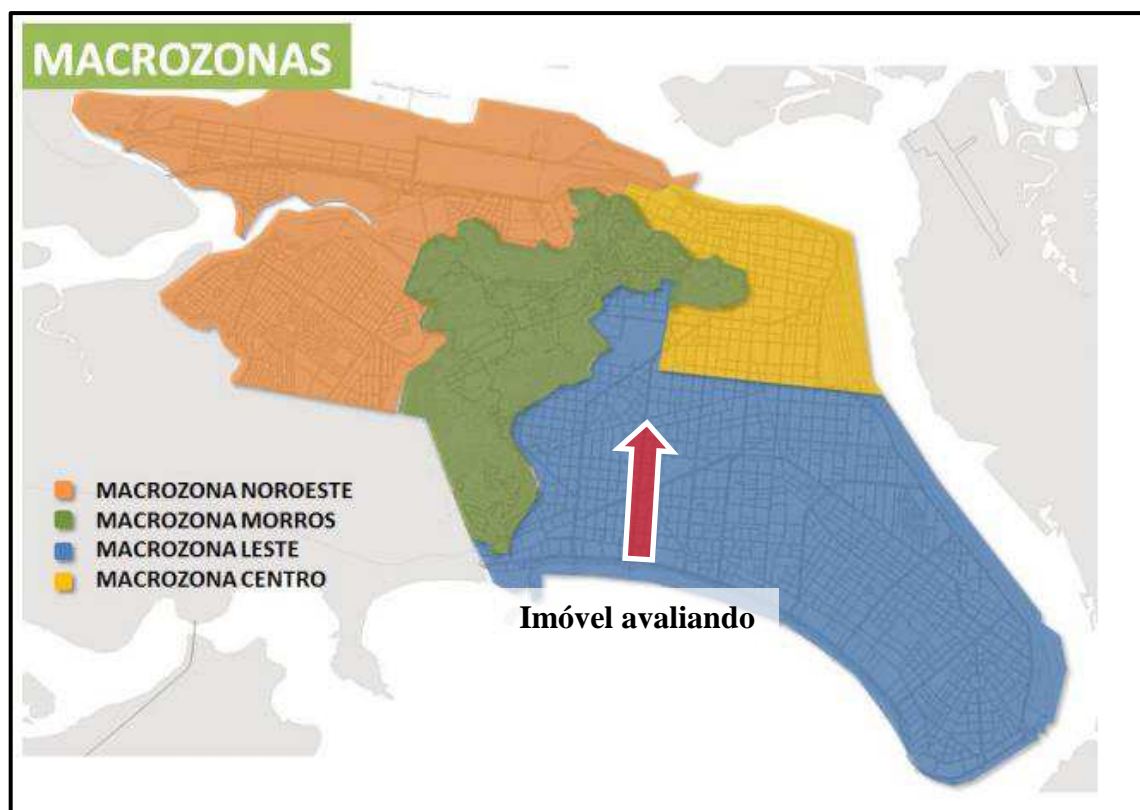 MACROZONAS
MACROZONA NOROESTE
MACROZONA MORROS
MACROZONA LESTE
MACROZONA CENTRO
Imóvel avaliando